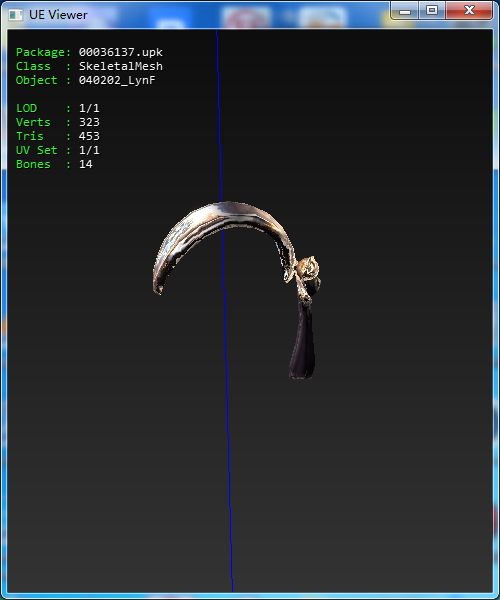 UE Viewer
Package: 00036137.upk
Class : SkeletalMesh
Object : 040202_LynF
LOD : 1/1
Verts : 323
Tris : 453
UV Set : 1/1
Bones : 14